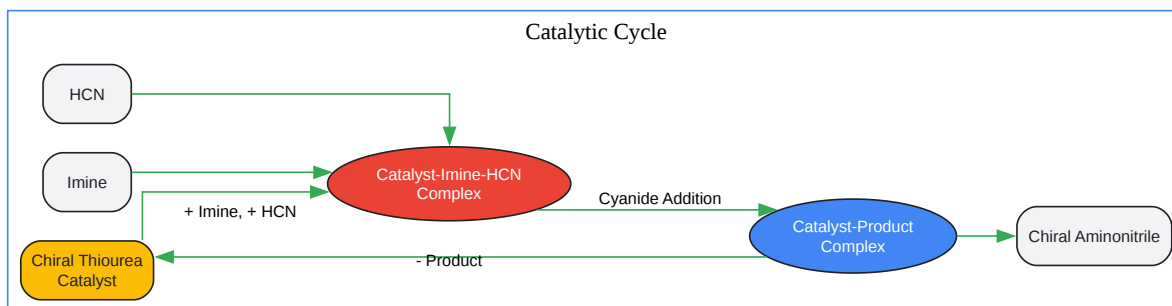 Catalytic Cycle
HCN
Imine
Catalyst-Imine-HCN
Complex
+ Imine, + HCN
Cyanide Addition
Chiral Thiourea
Catalyst
- Product
Catalyst-Product
Complex
Chiral Aminonitrile